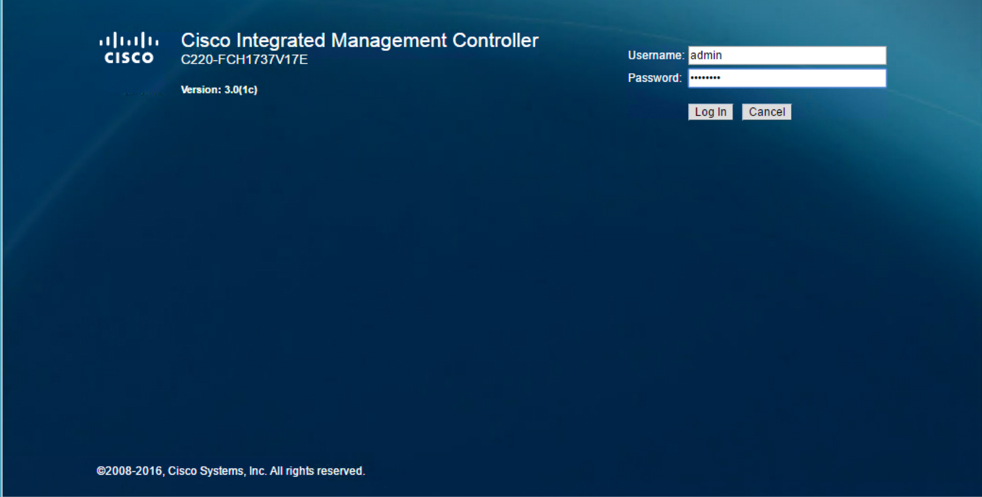 CISCO
Cisco Integrated Management Controller
C220-FCH1737V17E
Version: 3.0(1c)
Username: admin
Password: ••••••••
Log In Cancel
©2008-2016, Cisco Systems, Inc. All rights reserved.